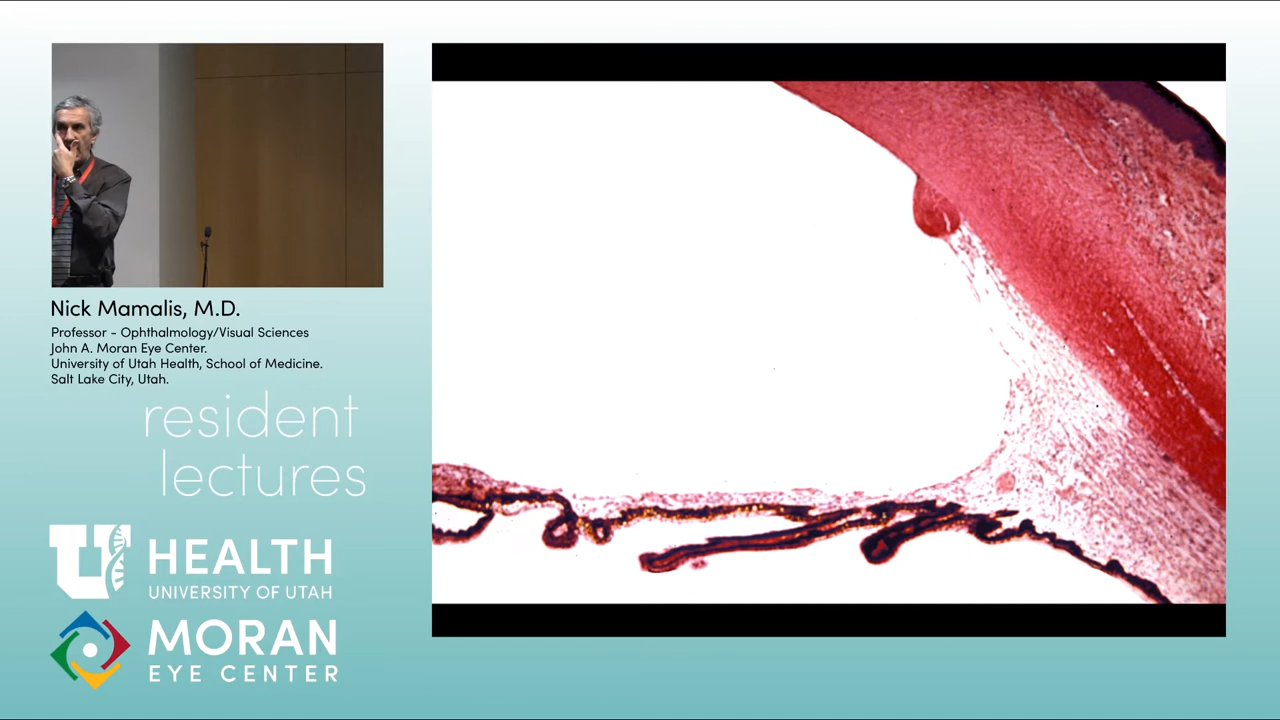 Nick Mamalis, M.D.
Professor - Ophthalmology/Visual Sciences
John A. Moran Eye Center.
University of Utah Health, School of Medicine.
Salt Lake City, Utah.
resident
lectures
U HEALTH
UNIVERSITY OF UTAH
MORAN
EYE CENTER